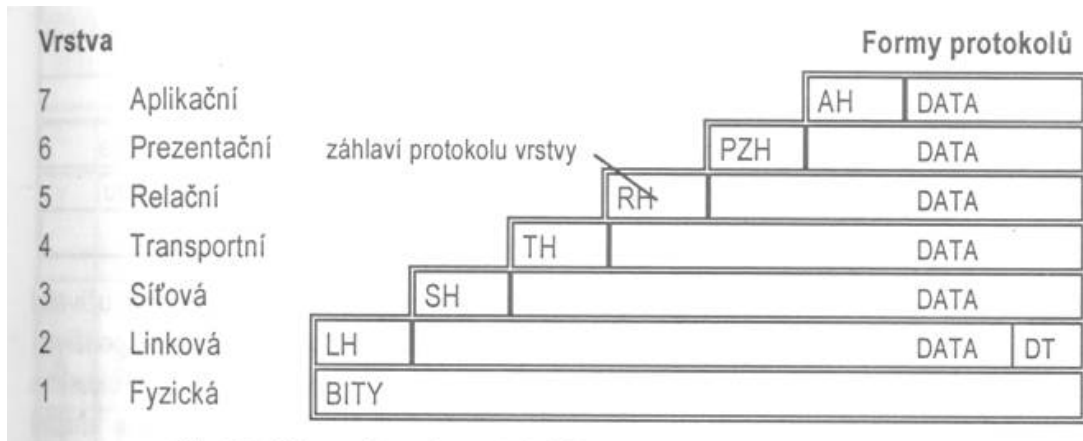 Vrstva Formy protokolů
7 Aplikační AH DATA
6 Prezentační záhlaví protokolu vrstvy PZH DATA
5 Relační RH DATA
4 Transportní TH DATA
3 Síťová SH DATA
2 Linková LH DATA DT
1 Fyzická BITY